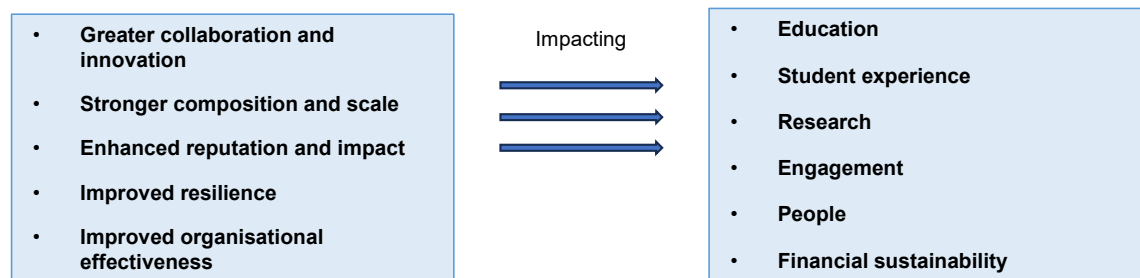 • Greater collaboration and
innovation
• Stronger composition and scale
• Enhanced reputation and impact
• Improved resilience
• Improved organisational
effectiveness
Impacting
• Education
• Student experience
• Research
• Engagement
• People
• Financial sustainability